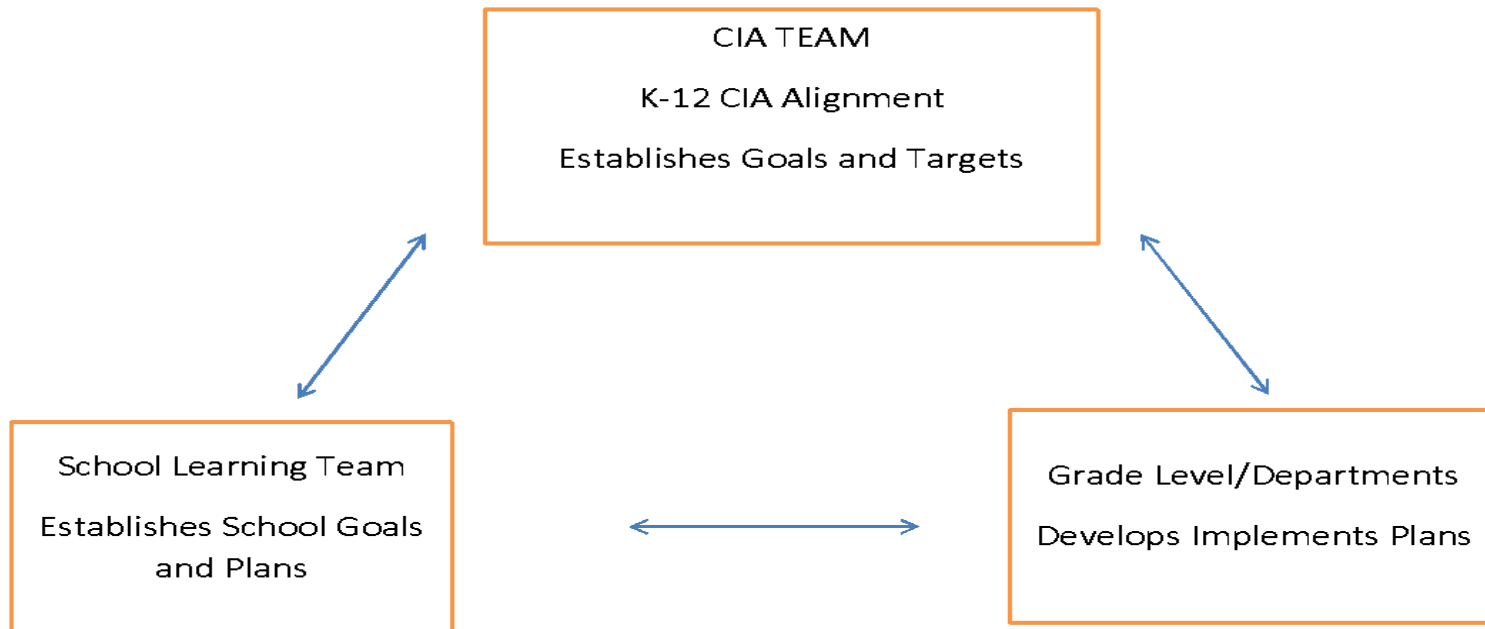 CIA TEAM
K-12 CIA Alignment
Establishes Goals and Targets
School Learning Team
Establishes School Goals
and Plans
Grade Level/Departments
Develops Implements Plans